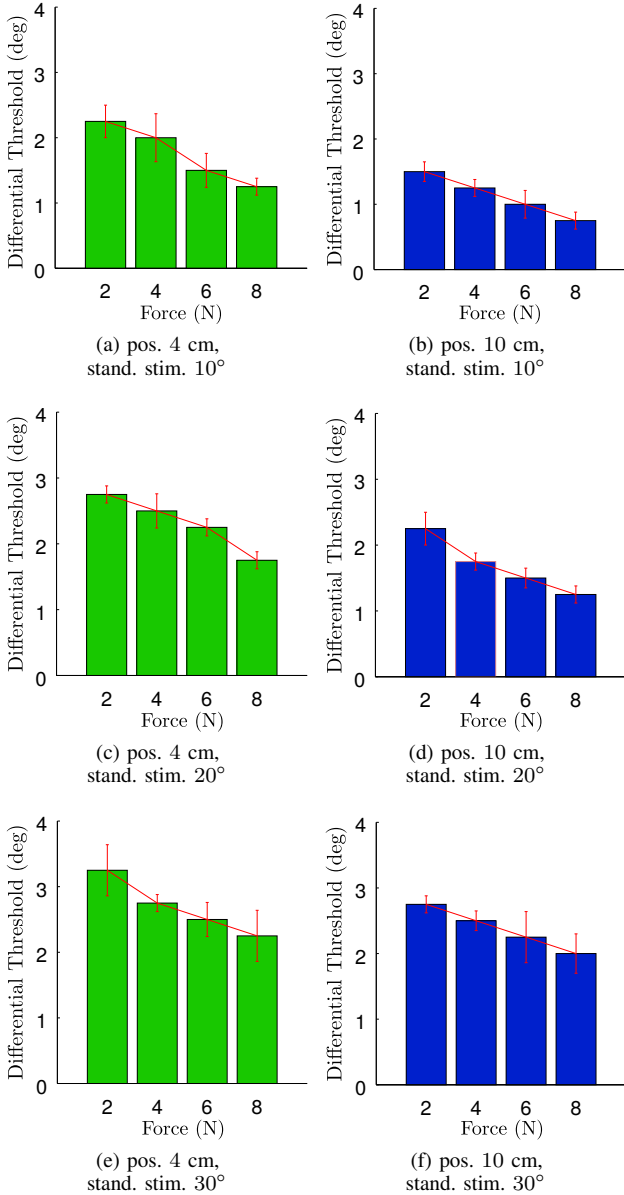 Differential Threshold (deg)
4
3
2
1
0
2 4 6 8
Force (N)
(a) pos. 4 cm,
stand. stim. 10°
Differential Threshold (deg)
4
3
2
1
0
2 4 6 8
Force (N)
(b) pos. 10 cm,
stand. stim. 10°
Differential Threshold (deg)
4
3
2
1
0
2 4 6 8
Force (N)
(c) pos. 4 cm,
stand. stim. 20°
Differential Threshold (deg)
4
3
2
1
0
2 4 6 8
Force (N)
(d) pos. 10 cm,
stand. stim. 20°
Differential Threshold (deg)
4
3
2
1
0
2 4 6 8
Force (N)
(e) pos. 4 cm,
stand. stim. 30°
Differential Threshold (deg)
4
3
2
1
0
2 4 6 8
Force (N)
(f) pos. 10 cm,
stand. stim. 30°